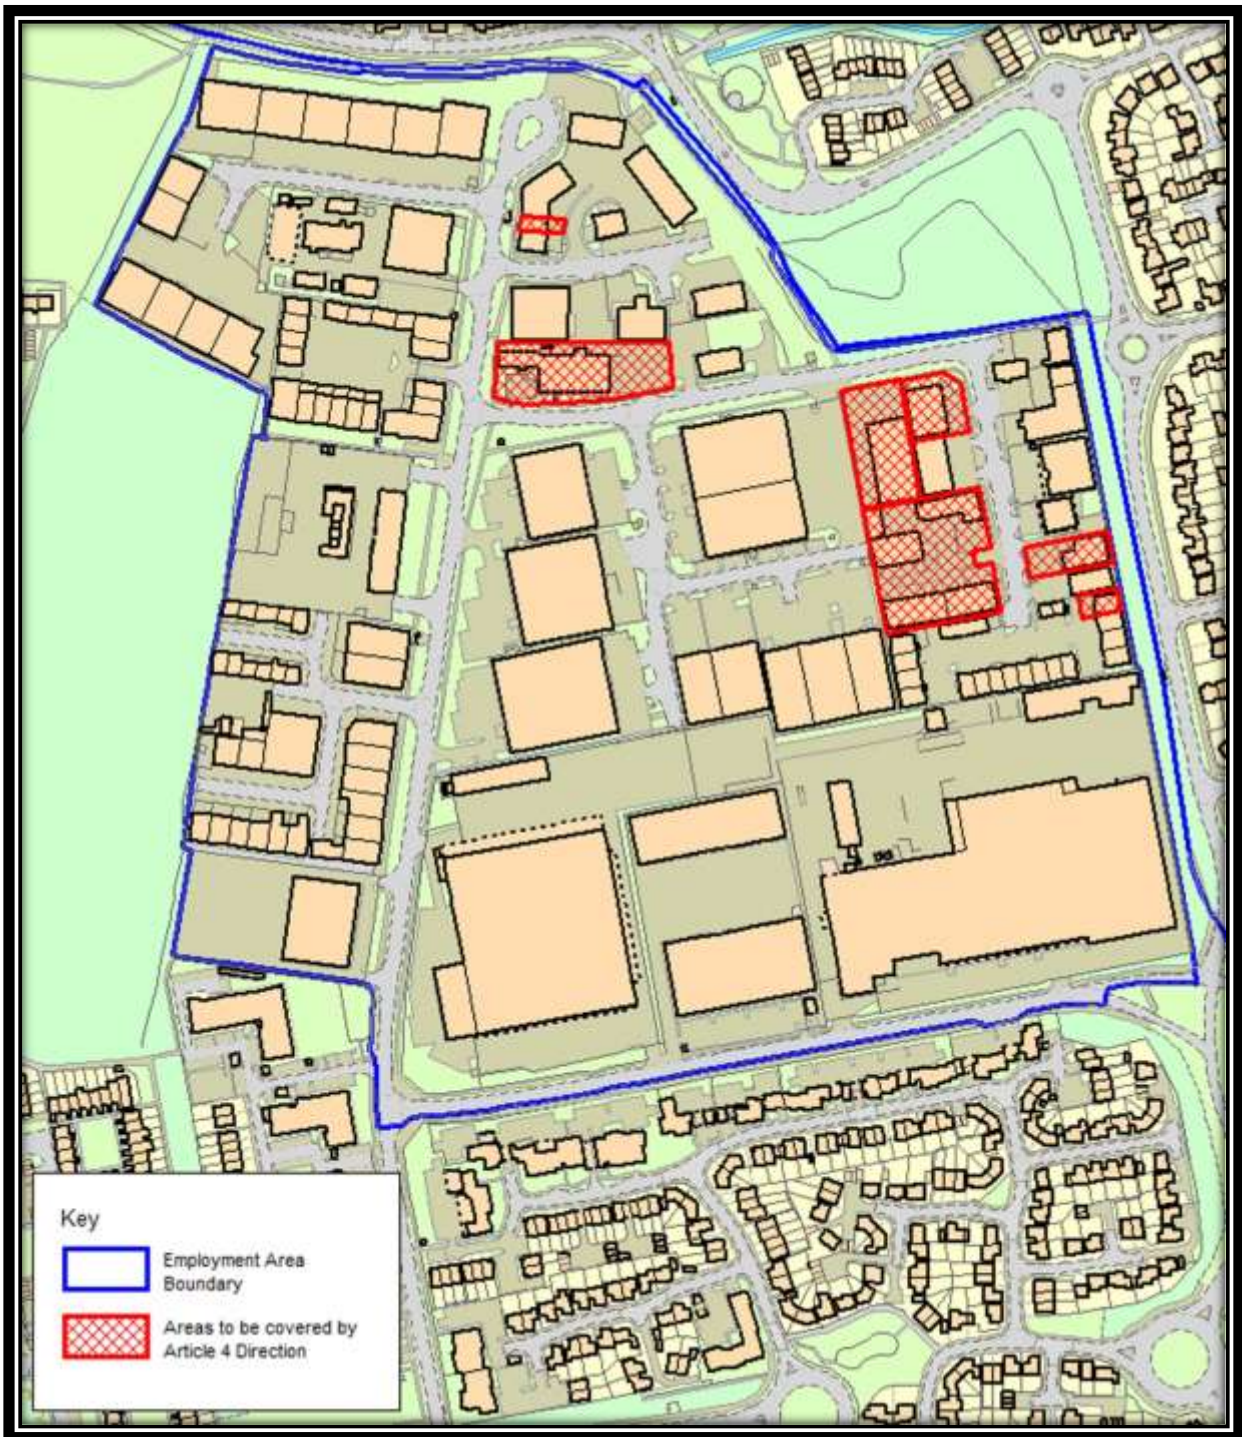 Key
Employment Area
Boundary
Areas to be covered by
Article 4 Direction